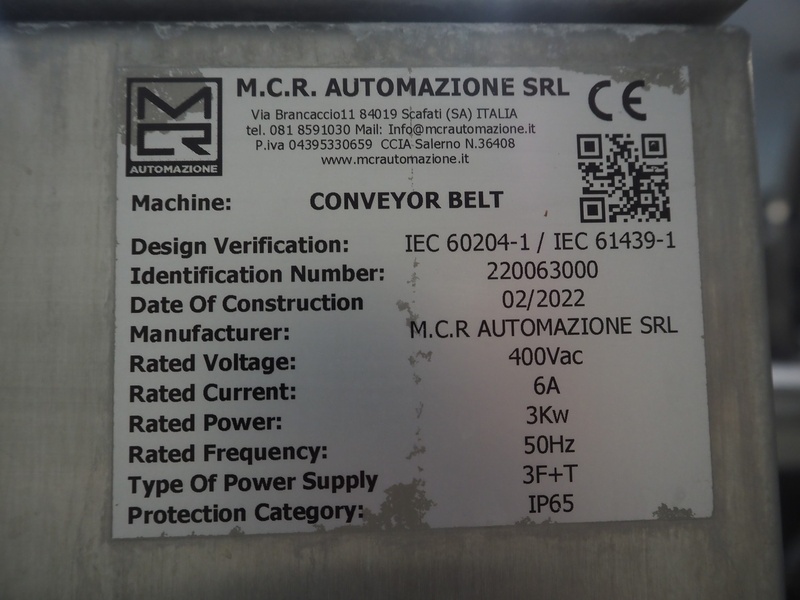 MCR
AUTOMAZIONE
M.C.R. AUTOMAZIONE SRL
Via Brancaccio11 84019 Scafati (SA) ITALIA
tel. 081 8591030 Mail: Info@mcrautomazione.it
P.iva 04395330659 CCIA Salerno N.36408
www.mcrautomazione.it
CE
Machine: CONVEYOR BELT
Design Verification: IEC 60204-1 / IEC 61439-1
Identification Number: 220063000
Date Of Construction 02/2022
Manufacturer: M.C.R AUTOMAZIONE SRL
Rated Voltage: 400Vac
Rated Current: 6A
Rated Power: 3Kw
Rated Frequency: 50Hz
Type Of Power Supply 3F+T
Protection Category: IP65